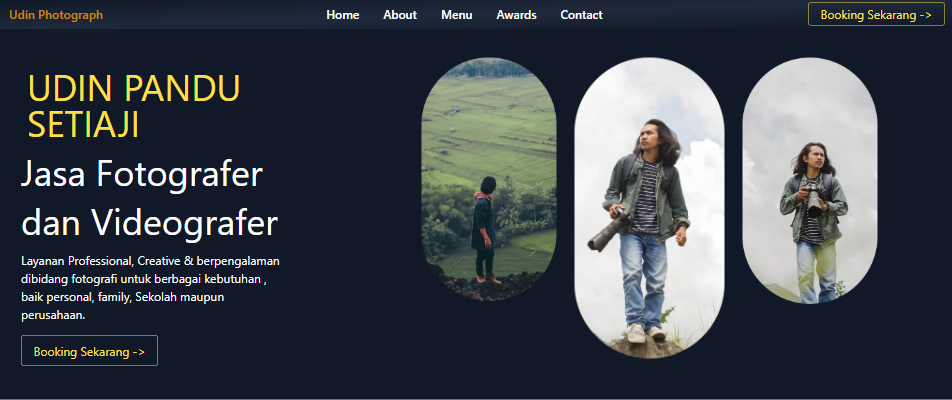 Udin Photograph
Home
About
Menu
Awards
Contact
Booking Sekarang ->
UDIN PANDU
SETIAJI
Jasa Fotografer
dan Videografer
Layanan Professional, Creative & berpengalaman
dibidang fotografi untuk berbagai kebutuhan ,
baik personal, family, Sekolah maupun
perusahaan.
Booking Sekarang ->